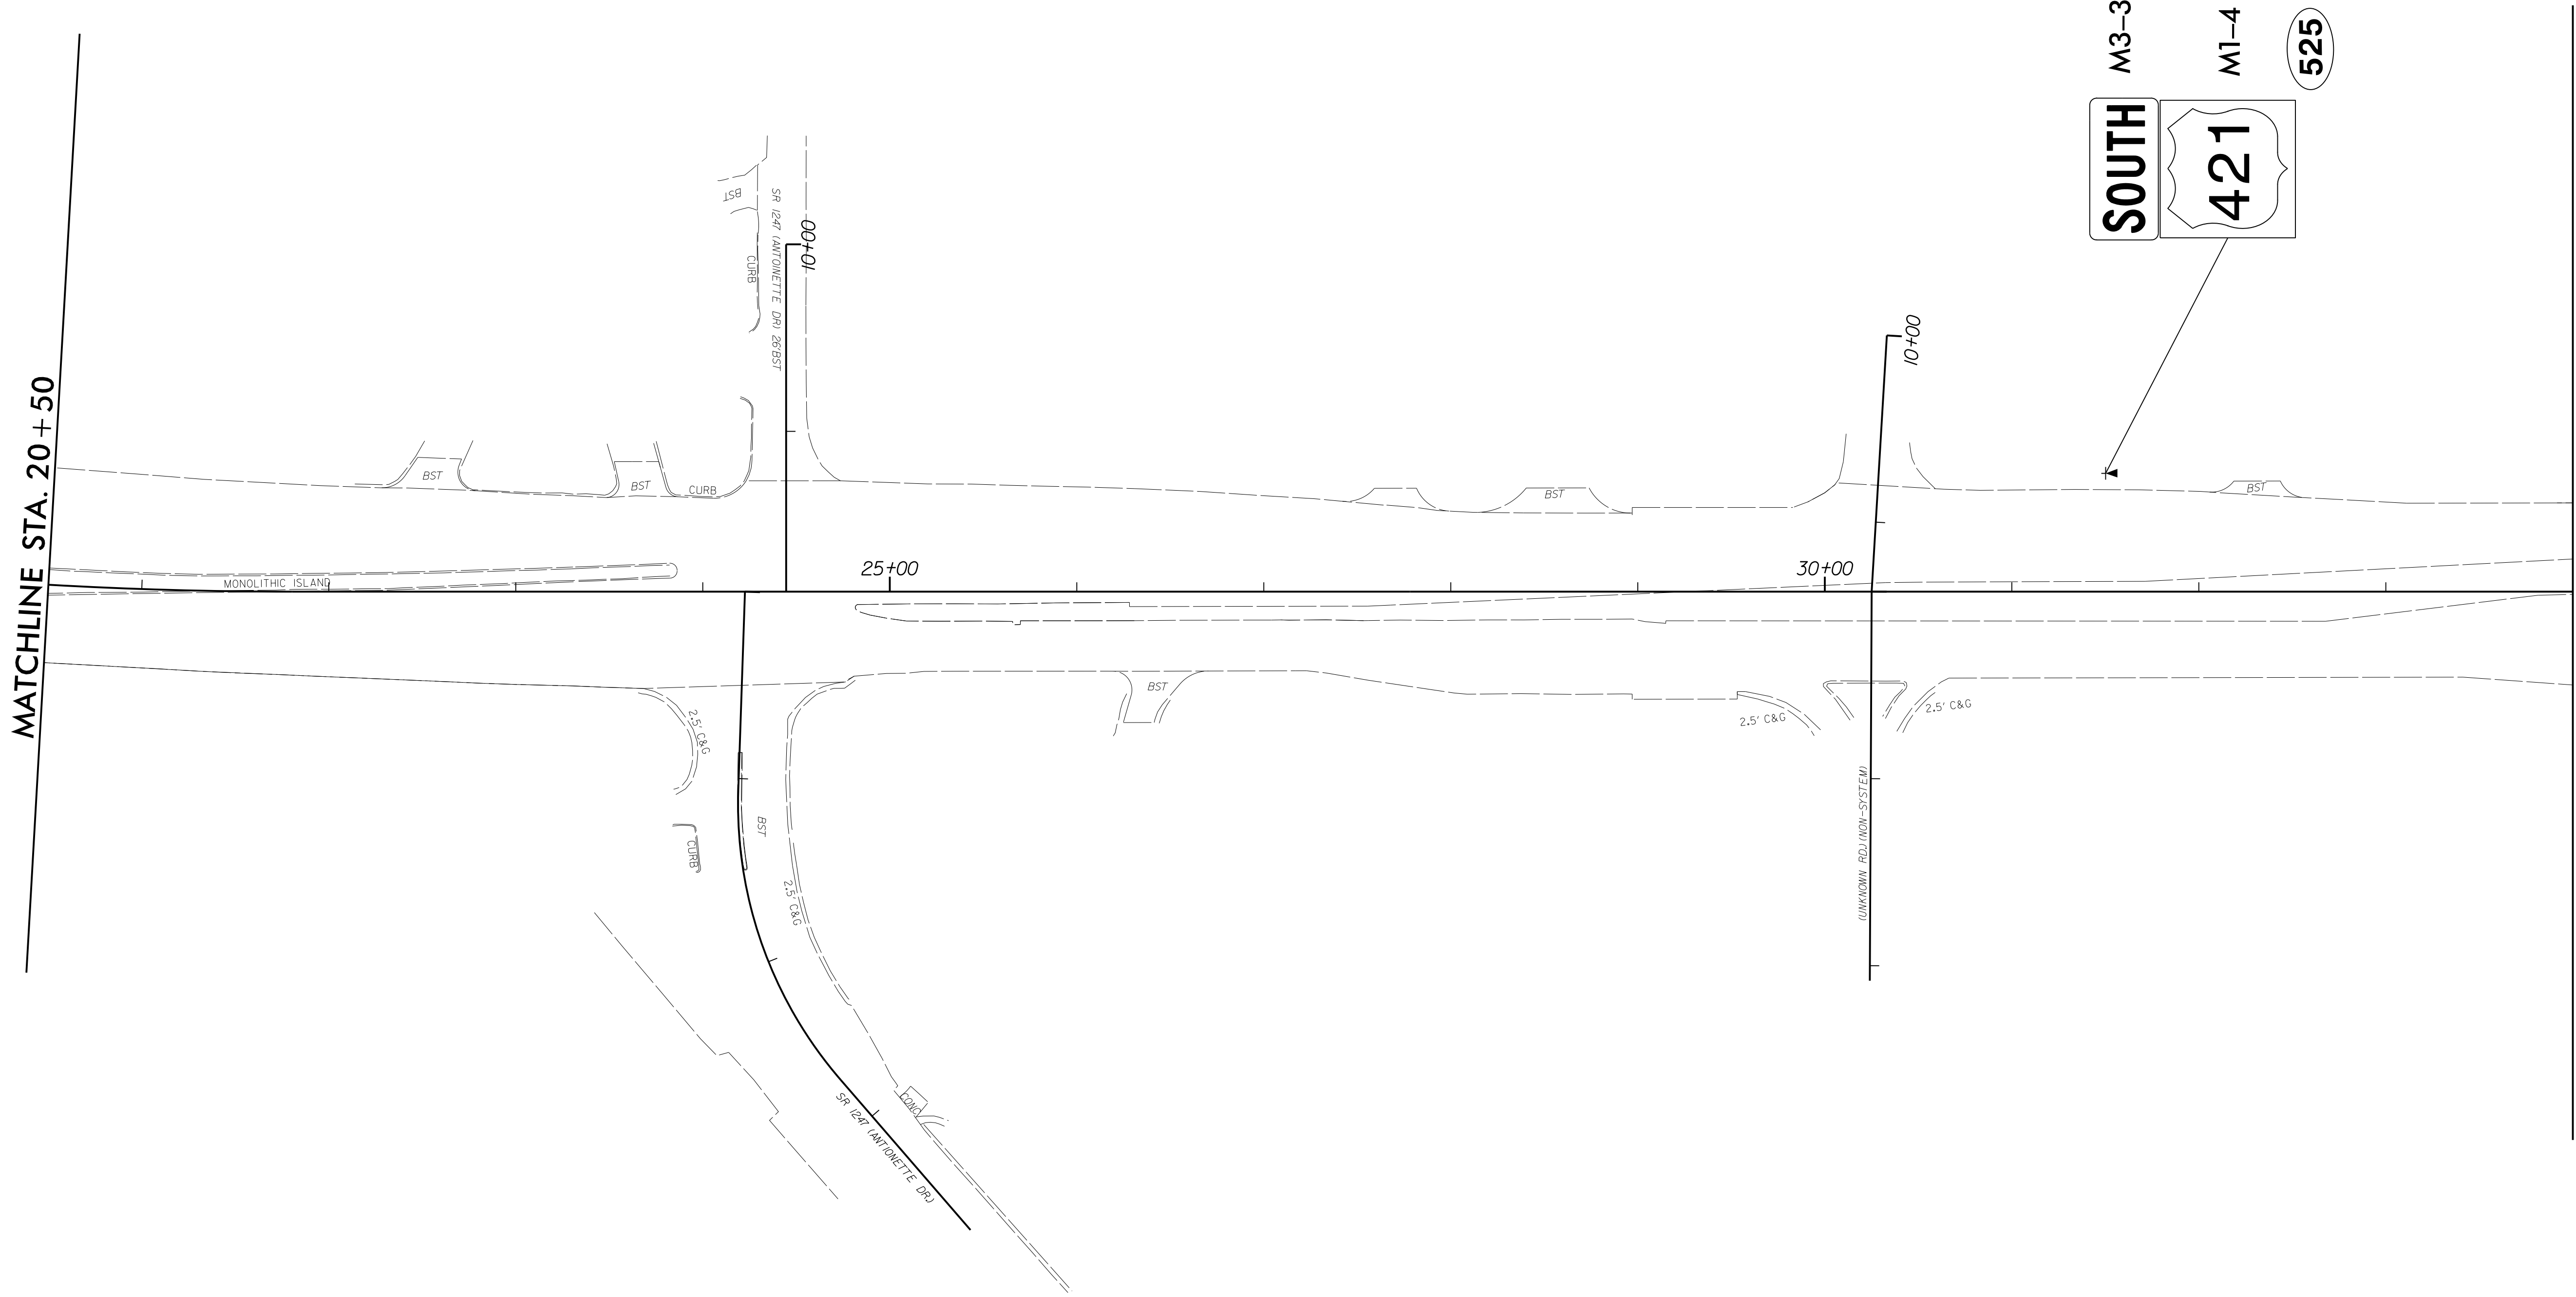 MATCHLINE STA. 20+50
BST
SR 1247 (ANTOINETTE DR) 26'BST
CURB
10+00
BST
BST
CURB
MONOLITHIC ISLAND
25+00
BST
30+00
10+00
BST
SOUTH
M3-3
421
M1-4
525
2.5' C&G
BST
CURB
2.5' C&G
BST
2.5' C&G
2.5' C&G
(UNKNOWN RD.) (NON-SYSTEM)
CONC
SR 1247 (ANTIONETTE DR.)